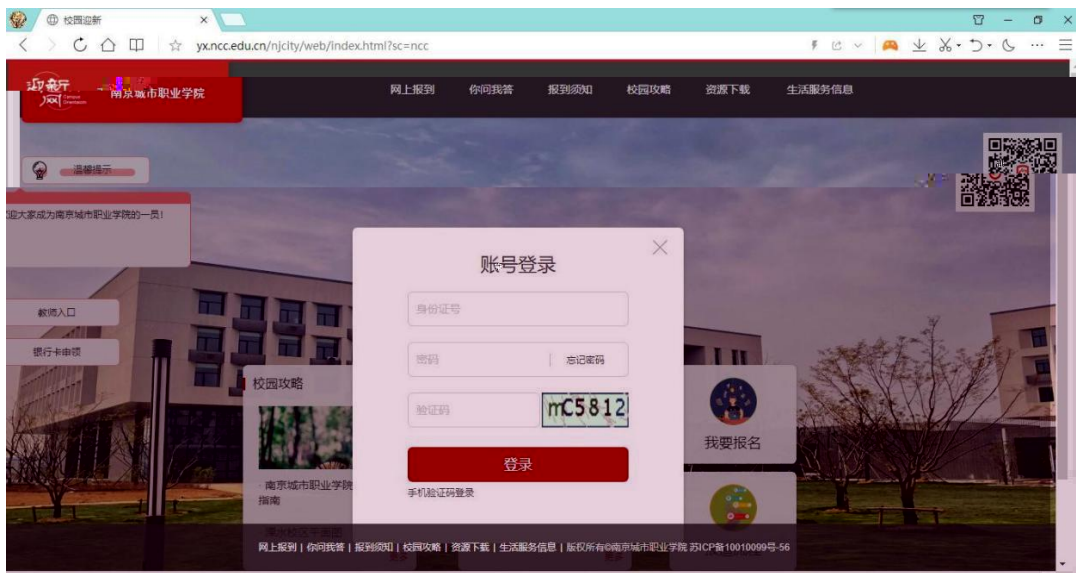 校园迎新
yx.ncc.edu.cn/njcity/web/index.html?sc=ncc
迎新网
Campus Orientation
南京城市职业学院
网上报到 你问我答 报到须知 校园攻略 资源下载 生活服务信息
温馨提示
迎大家成为南京城市职业学院的一员！
账号登录
身份证号
教师入口
密码 忘记密码
银行卡申领
校园攻略
验证码 mC5812
我要报名
登录
手机验证码登录
南京城市职业学院
指南
网上报到 | 你问我答 | 报到须知 | 校园攻略 | 资源下载 | 生活服务信息 | 版权所有©南京城市职业学院 苏ICP备10010099号-56